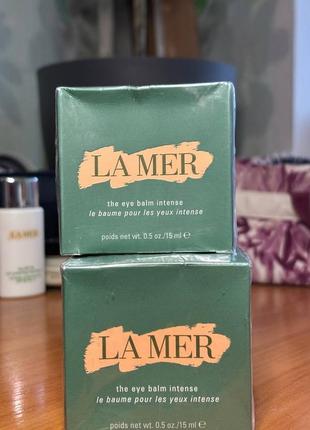 LA MER
the eye balm intense
le baume pour les yeux intense
poids net wt. 0.5 oz/15 ml ℮
LA MER
LA MER
the eye balm intense
le baume pour les yeux intense
poids net wt. 0.5 oz/15 ml ℮